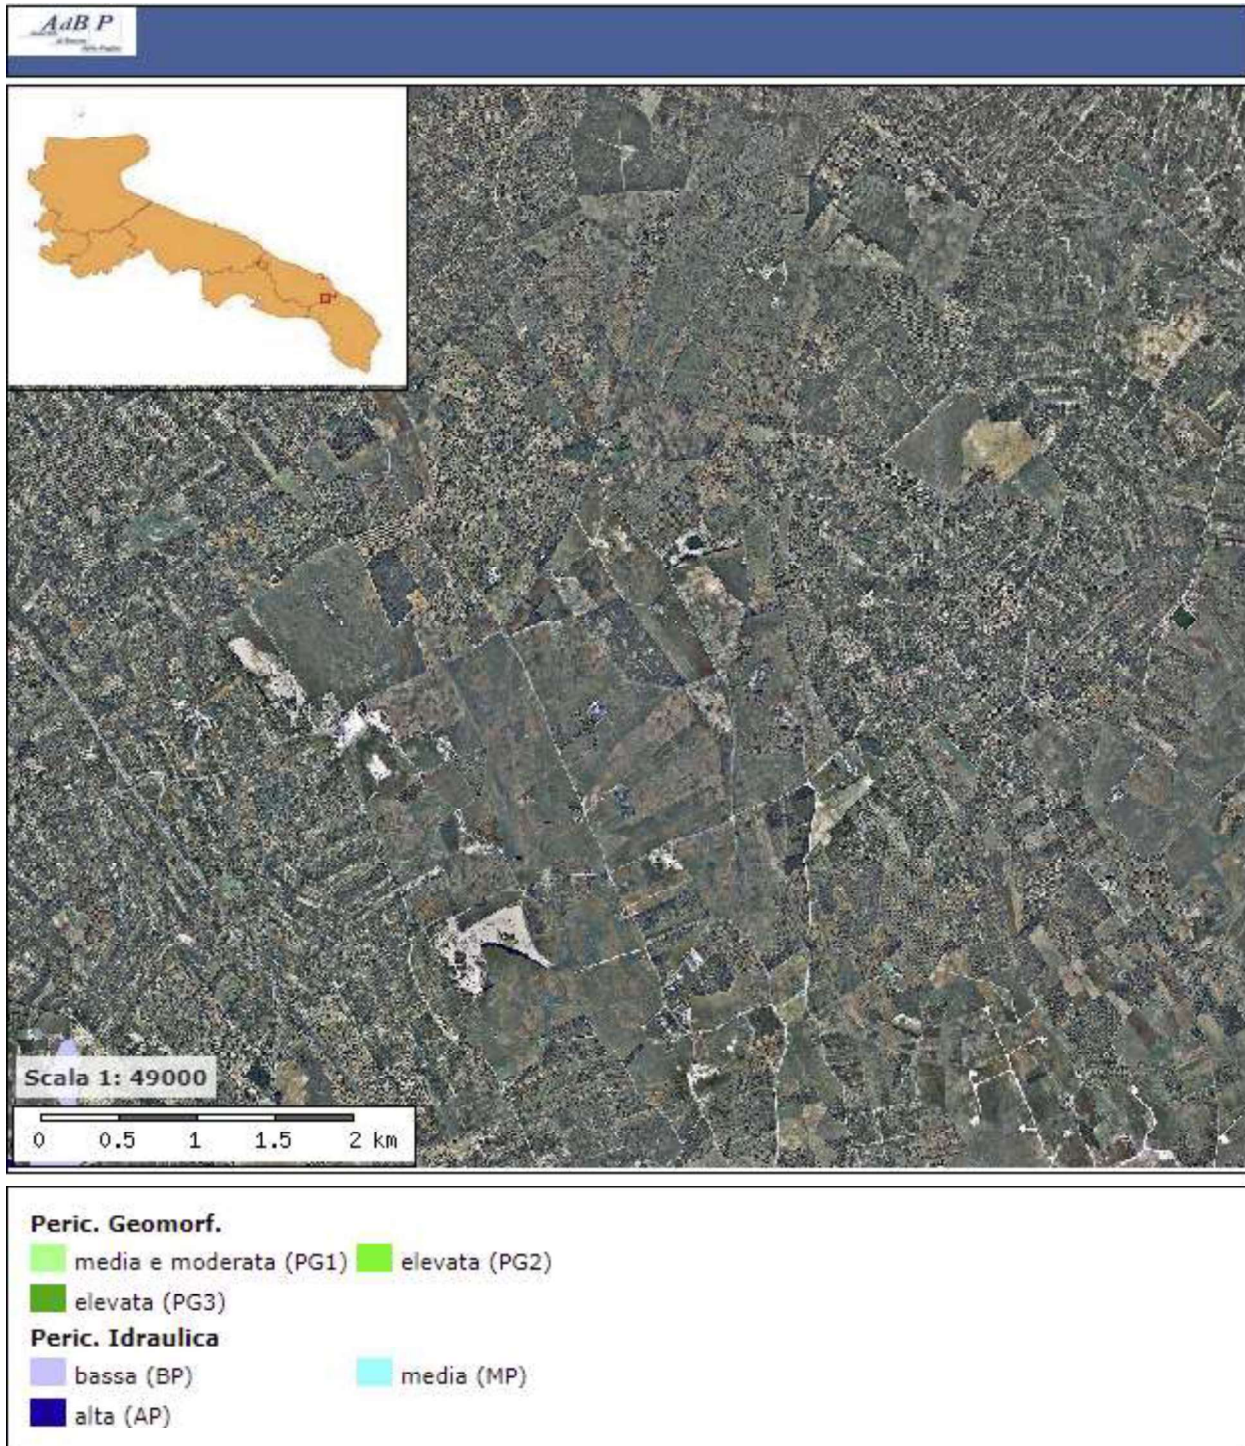 AdB P
Scala 1: 49000
0 0.5 1 1.5 2 km
Peric. Geomorf.
media e moderata (PG1) elevata (PG2)
elevata (PG3)
Peric. Idraulica
bassa (BP) media (MP)
alta (AP)